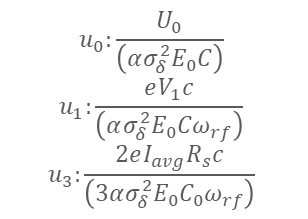 u₀: U₀ / (ασ_δ²E₀C)
u₁: eV₁c / (ασ_δ²E₀Cω_rf)
u₃: 2eI_avgR_sc / (3ασ_δ²E₀C₀ω_rf)